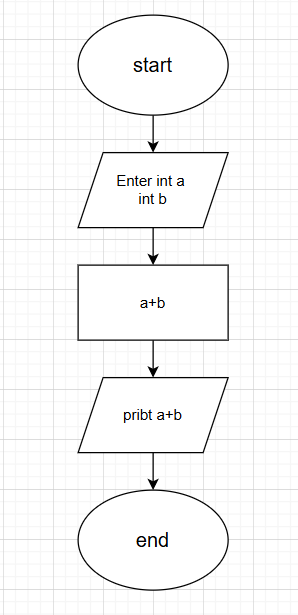 start
Enter int a
int b
a+b
pribt a+b
end